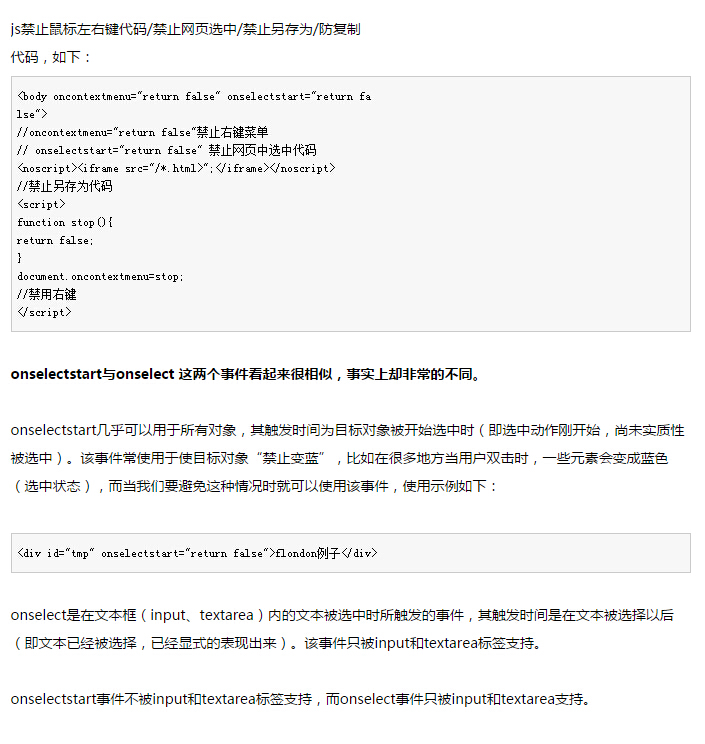 js禁止鼠标左右键代码/禁止网页选中/禁止另存为/防复制
代码，如下：
<body oncontextmenu="return false" onselectstart="return fa
lse">
//oncontextmenu="return false"禁止右键菜单
// onselectstart="return false" 禁止网页中选中代码
<noscript><iframe src="/*.html>";</iframe></noscript>
//禁止另存为代码
<script>
function stop(){
return false;
}
document.oncontextmenu=stop;
//禁用右键
</script>
onselectstart与onselect 这两个事件看起来很相似，事实上却非常的不同。
onselectstart几乎可以用于所有对象，其触发时间为目标对象被开始选中时（即选中动作刚开始，尚未实质性
被选中）。该事件常使用于使目标对象“禁止变蓝”，比如在很多地方当用户双击时，一些元素会变成蓝色
（选中状态），而当我们要避免这种情况时就可以使用该事件，使用示例如下：
<div id="tmp" onselectstart="return false">flondon例子</div>
onselect是在文本框（input、textarea）内的文本被选中时所触发的事件，其触发时间是在文本被选择以后
（即文本已经被选择，已经显式的表现出来）。该事件只被input和textarea标签支持。
onselectstart事件不被input和textarea标签支持，而onselect事件只被input和textarea支持。